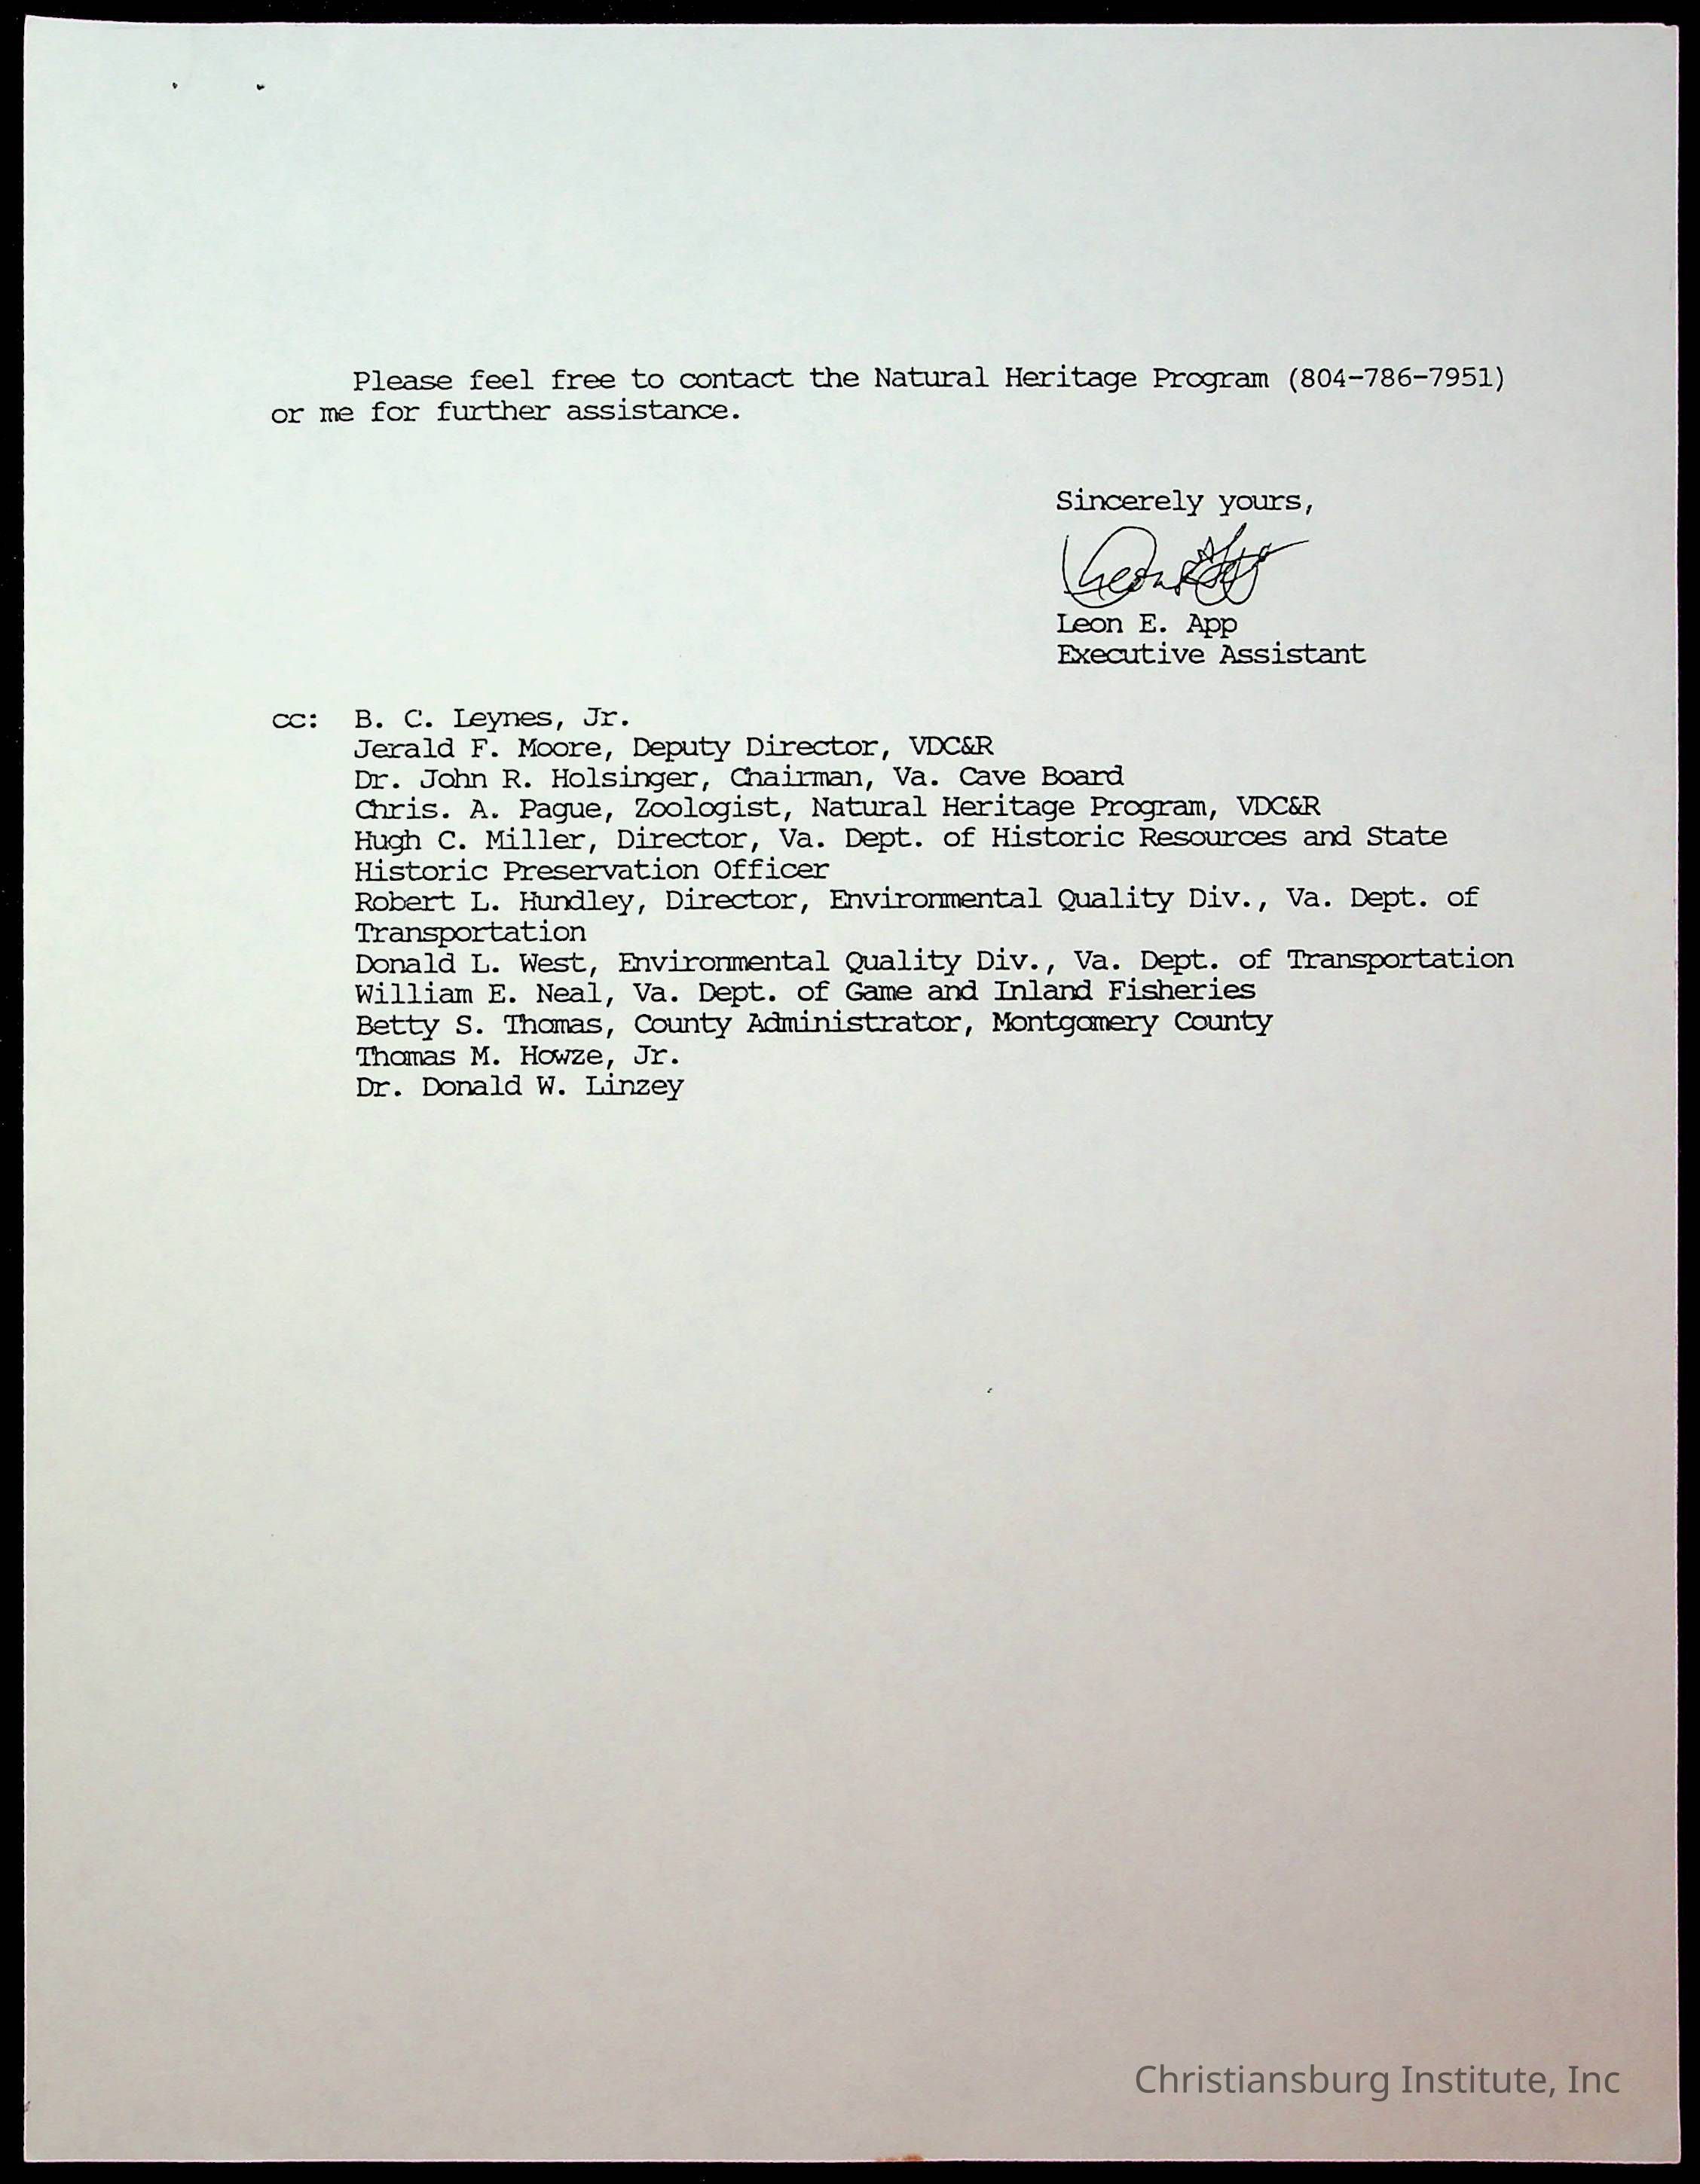 Please feel free to contact the Natural Heritage Program (804-786-7951)
or me for further assistance.
Sincerely yours,
Leon E. App
Executive Assistant
cc: B. C. Leynes, Jr.
Jerald F. Moore, Deputy Director, VDC&R
Dr. John R. Holsinger, Chairman, Va. Cave Board
Chris. A. Pague, Zoologist, Natural Heritage Program, VDC&R
Hugh C. Miller, Director, Va. Dept. of Historic Resources and State
Historic Preservation Officer
Robert L. Hundley, Director, Environmental Quality Div., Va. Dept. of
Transportation
Donald L. West, Environmental Quality Div., Va. Dept. of Transportation
William E. Neal, Va. Dept. of Game and Inland Fisheries
Betty S. Thomas, County Administrator, Montgomery County
Thomas M. Howze, Jr.
Dr. Donald W. Linzey
Christiansburg Institute, Inc